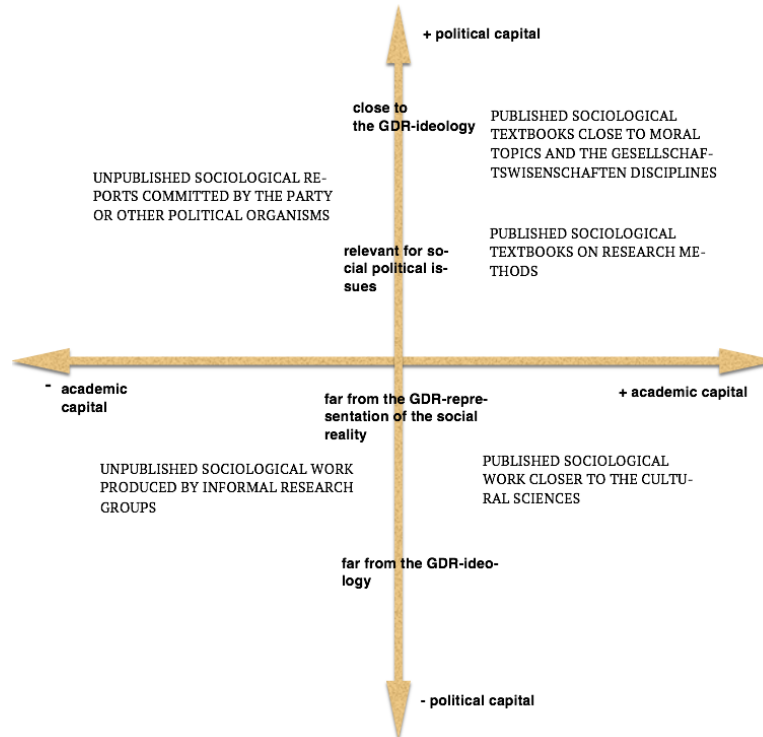 + political capital
close to
the GDR-ideology
PUBLISHED SOCIOLOGICAL
TEXTBOOKS CLOSE TO MORAL
TOPICS AND THE GESELLSCHAF-
TSWISENSCHAFTEN DISCIPLINES
UNPUBLISHED SOCIOLOGICAL RE-
PORTS COMMITTED BY THE PARTY
OR OTHER POLITICAL ORGANISMS
relevant for so-
cial political is-
sues
PUBLISHED SOCIOLOGICAL
TEXTBOOKS ON RESEARCH ME-
THODS
- academic
capital
+ academic capital
far from the GDR-repre-
sentation of the social
reality
UNPUBLISHED SOCIOLOGICAL WORK
PRODUCED BY INFORMAL RESEARCH
GROUPS
PUBLISHED SOCIOLOGICAL
WORK CLOSER TO THE CULTU-
RAL SCIENCES
far from the GDR-ideo-
logy
- political capital